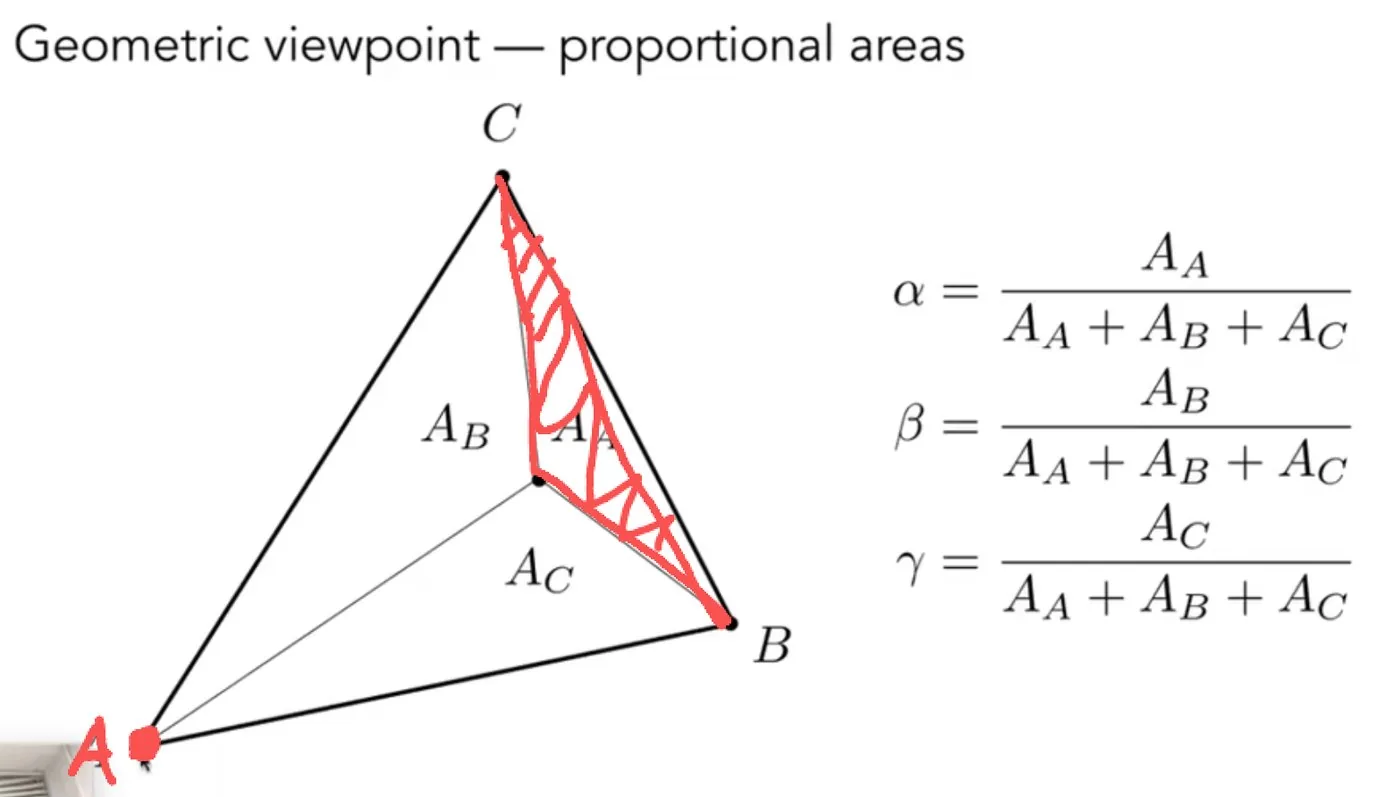 Geometric viewpoint — proportional areas
C
α = A_A / (A_A + A_B + A_C)
A_B
A_A
β = A_B / (A_A + A_B + A_C)
A_C
γ = A_C / (A_A + A_B + A_C)
B
A